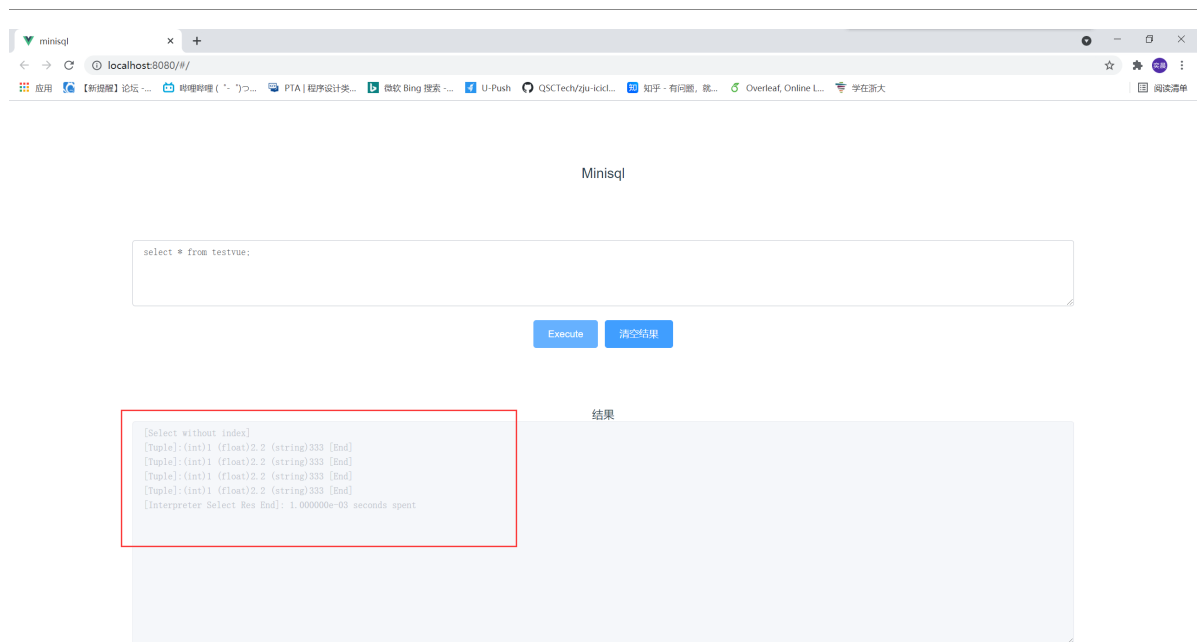 minisql
localhost:8080/#/
奕磊
应用 【新提醒】论坛 -... 哔哩哔哩 ( ゜- ゜)つ... PTA | 程序设计类... 微软 Bing 搜索 -... U-Push QSCTech/zju-icicl... 知 知乎 - 有问题，就... Overleaf, Online L... 学在浙大 阅读清单
Minisql
select * from testvue;
Execute 清空结果
结果
[Select without index]
[Tuple]:(int)1 (float)2.2 (string)333 [End]
[Tuple]:(int)1 (float)2.2 (string)333 [End]
[Tuple]:(int)1 (float)2.2 (string)333 [End]
[Tuple]:(int)1 (float)2.2 (string)333 [End]
[Interpreter Select Res End]: 1.000000e-03 seconds spent